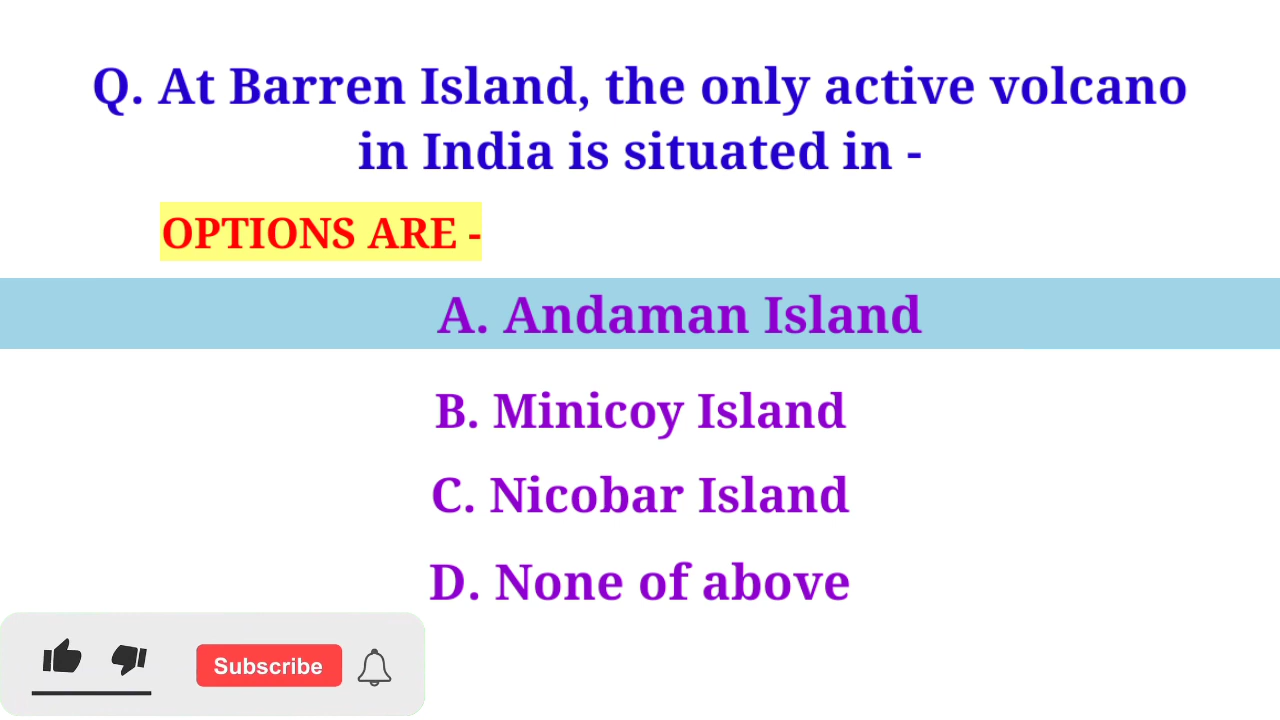 Q. At Barren Island, the only active volcano
in India is situated in -
OPTIONS ARE -
A. Andaman Island
B. Minicoy Island
C. Nicobar Island
D. None of above
Subscribe